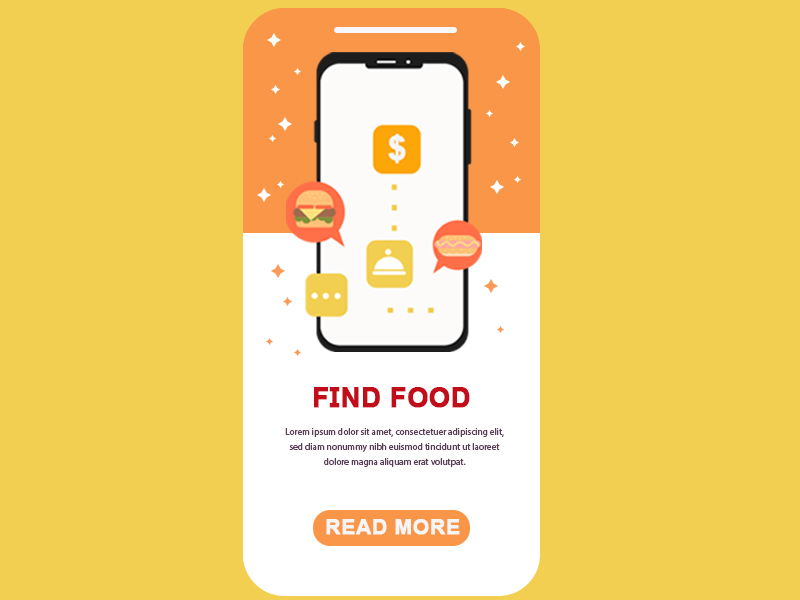 $
FIND FOOD
Lorem ipsum dolor sit amet, consectetuer adipiscing elit,
sed diam nonummy nibh euismod tincidunt ut laoreet
dolore magna aliquam erat volutpat.
READ MORE